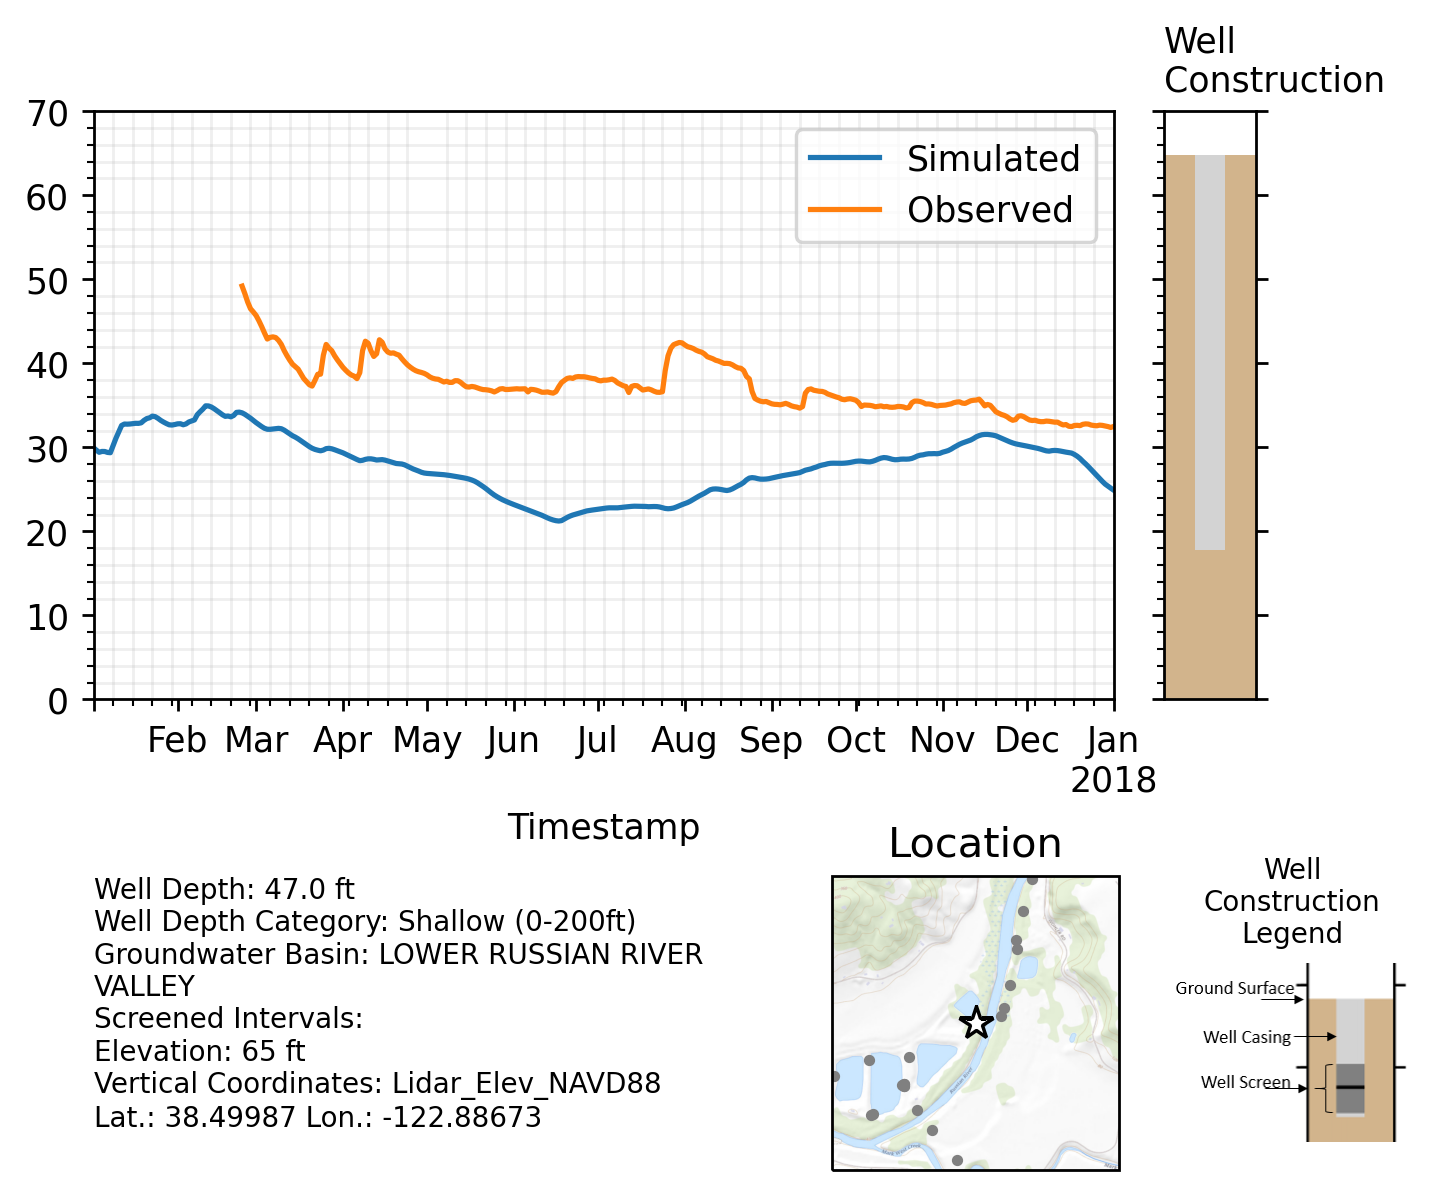 Well
Construction
70
60
50
40
30
20
10
0
Simulated
Observed
Feb Mar Apr May Jun Jul Aug Sep Oct Nov Dec Jan
2018
Timestamp
Well Depth: 47.0 ft
Well Depth Category: Shallow (0-200ft)
Groundwater Basin: LOWER RUSSIAN RIVER
VALLEY
Screened Intervals:
Elevation: 65 ft
Vertical Coordinates: Lidar_Elev_NAVD88
Lat.: 38.49987 Lon.: -122.88673
Location
Well
Construction
Legend
Ground Surface
Well Casing
Well Screen